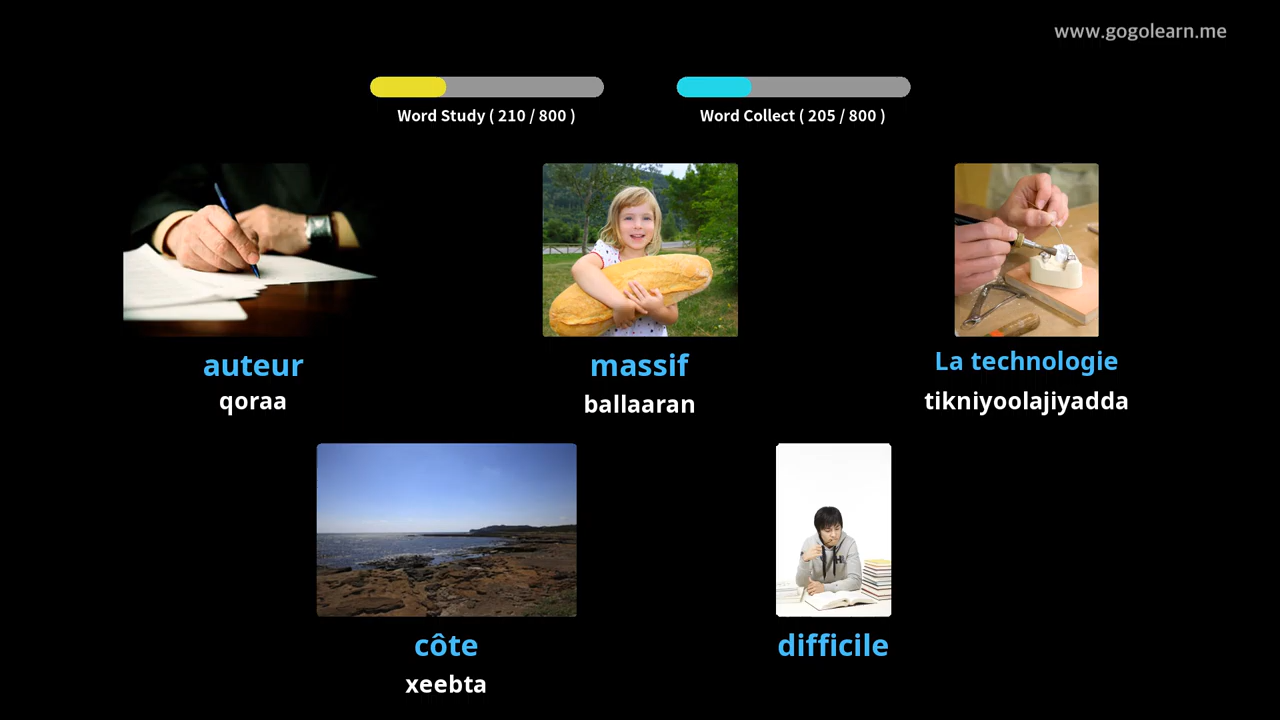 www.gogolearn.me
Word Study ( 210 / 800 )
Word Collect ( 205 / 800 )
auteur
qoraa
massif
ballaaran
La technologie
tikniyoolajiyadda
côte
xeebta
difficile